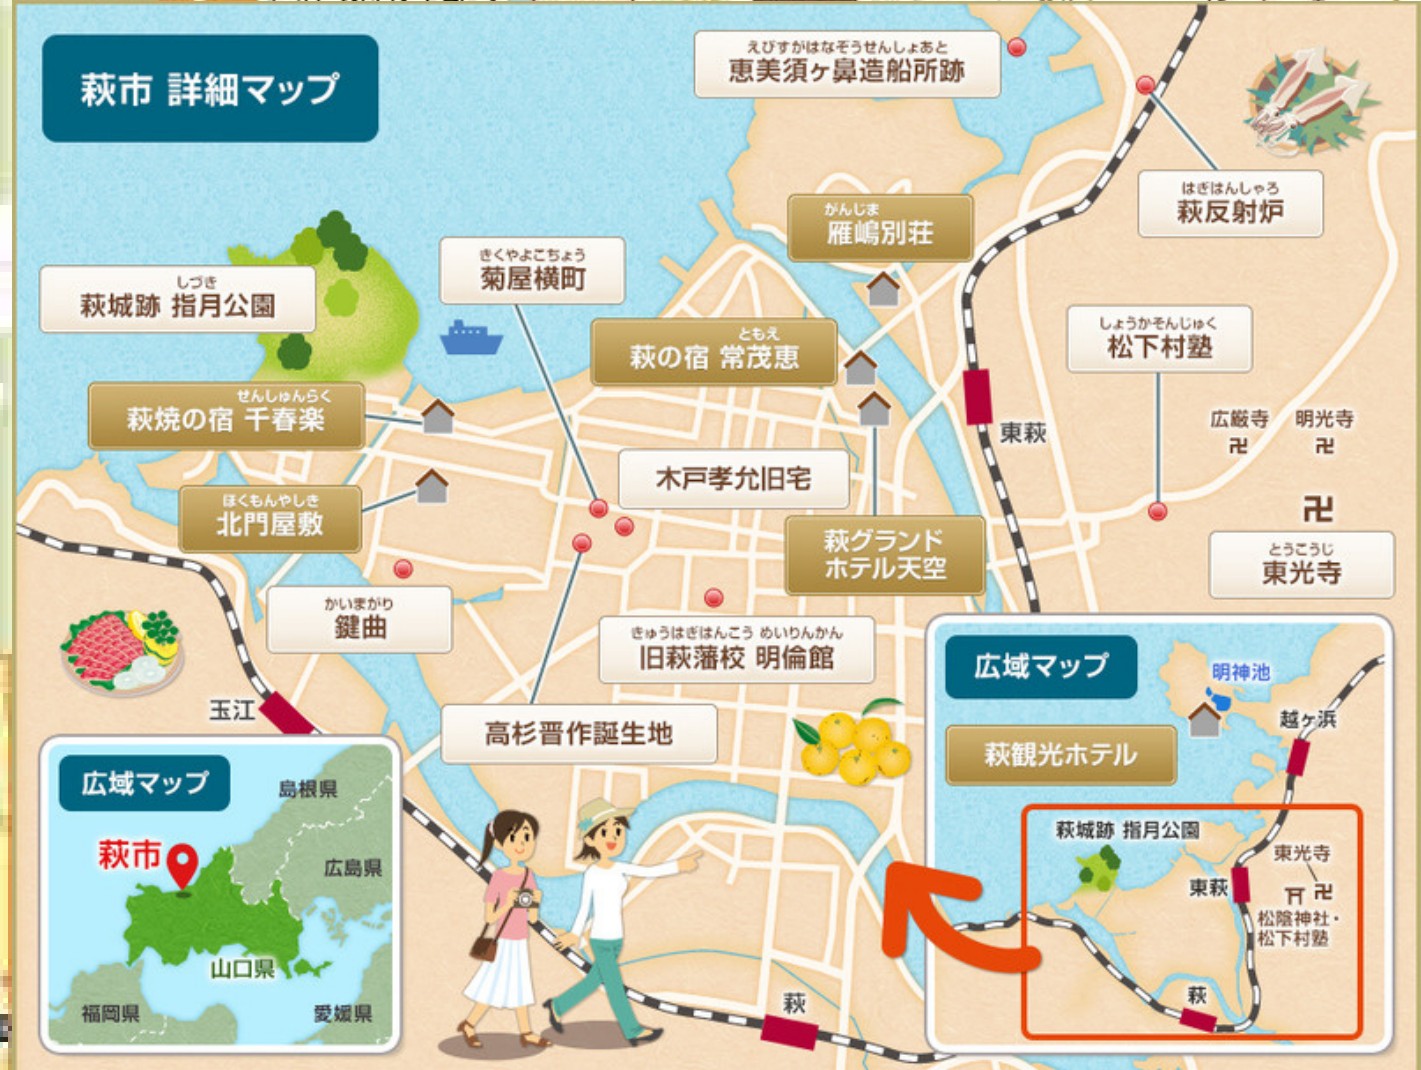 萩市 詳細マップ
えびすがはなぞうせんしょあと
恵美須ヶ鼻造船所跡
はぎはんしゃろ
萩反射炉
がんじま
雁嶋別荘
きくやよこちょう
菊屋横町
しづき
萩城跡 指月公園
ともえ
萩の宿 常茂恵
しょうかそんじゅく
松下村塾
せんしゅんらく
萩焼の宿 千春楽
東萩
広厳寺
明光寺
卍
卍
木戸孝允旧宅
ほくもんやしき
北門屋敷
卍
萩グランド
ホテル天空
とうこうじ
東光寺
かいまがり
鍵曲
きゅうはぎはんこう めいりんかん
旧萩藩校 明倫館
玉江
高杉晋作誕生地
萩
広域マップ
島根県
萩市
広島県
山口県
福岡県
愛媛県
広域マップ
明神池
越ヶ浜
萩観光ホテル
萩城跡 指月公園
東光寺
東萩
卍
松陰神社・
松下村塾
萩